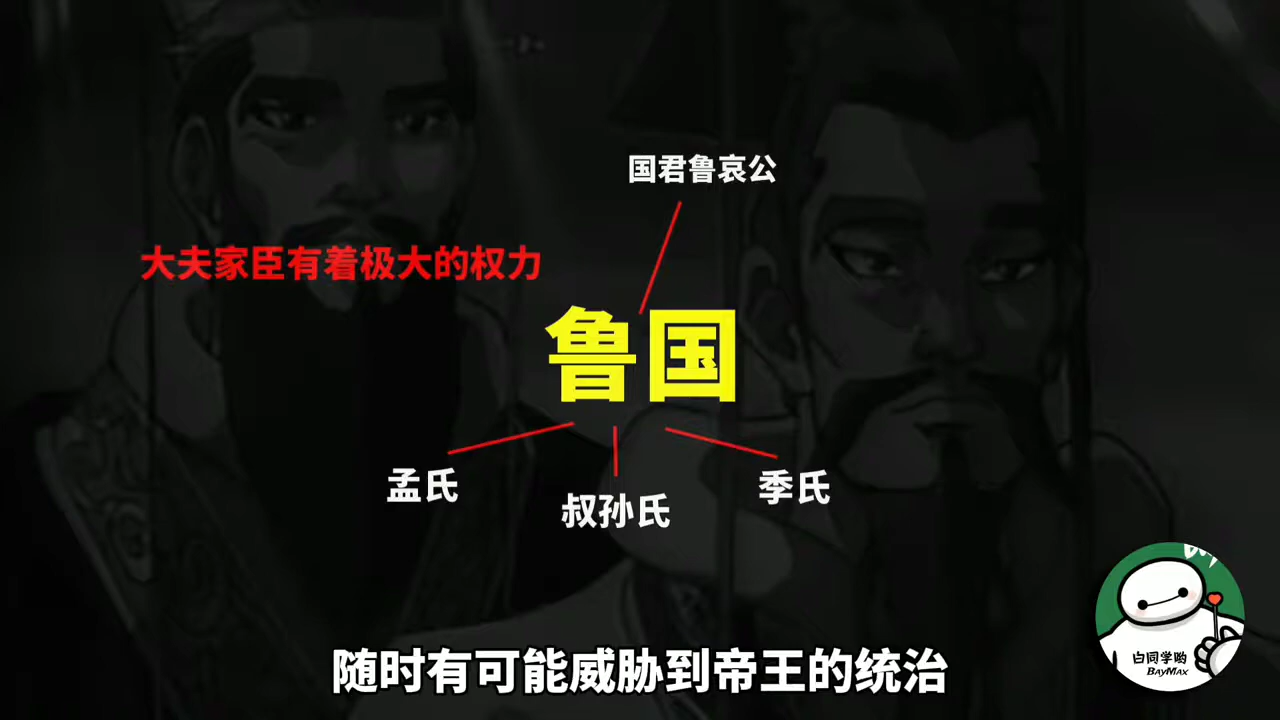 国君鲁哀公
大夫家臣有着极大的权力
鲁国
孟氏
叔孙氏
季氏
随时有可能威胁到帝王的统治
白同学哟
BAYMAX